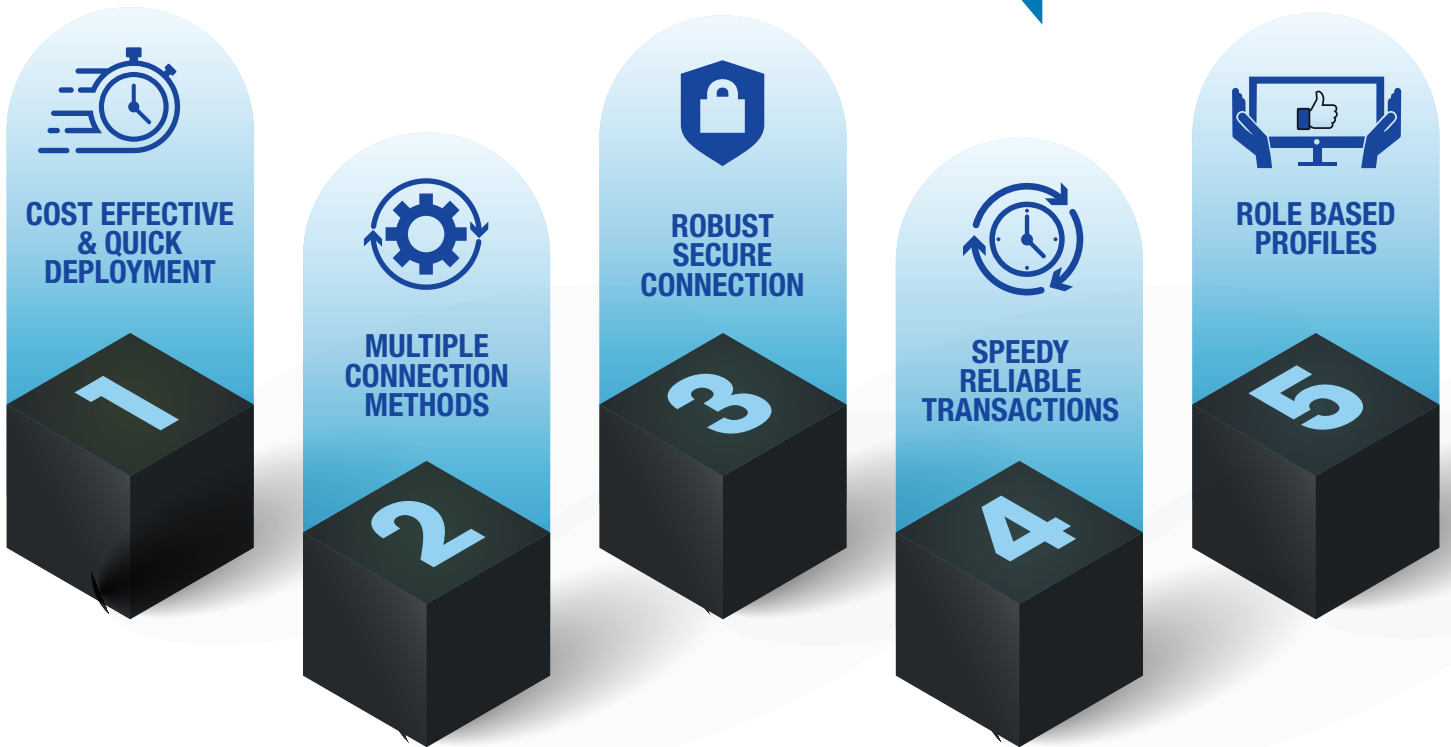 COST EFFECTIVE
& QUICK
DEPLOYMENT
1
MULTIPLE
CONNECTION
METHODS
2
ROBUST
SECURE
CONNECTION
3
SPEEDY
RELIABLE
TRANSACTIONS
4
ROLE BASED
PROFILES
5